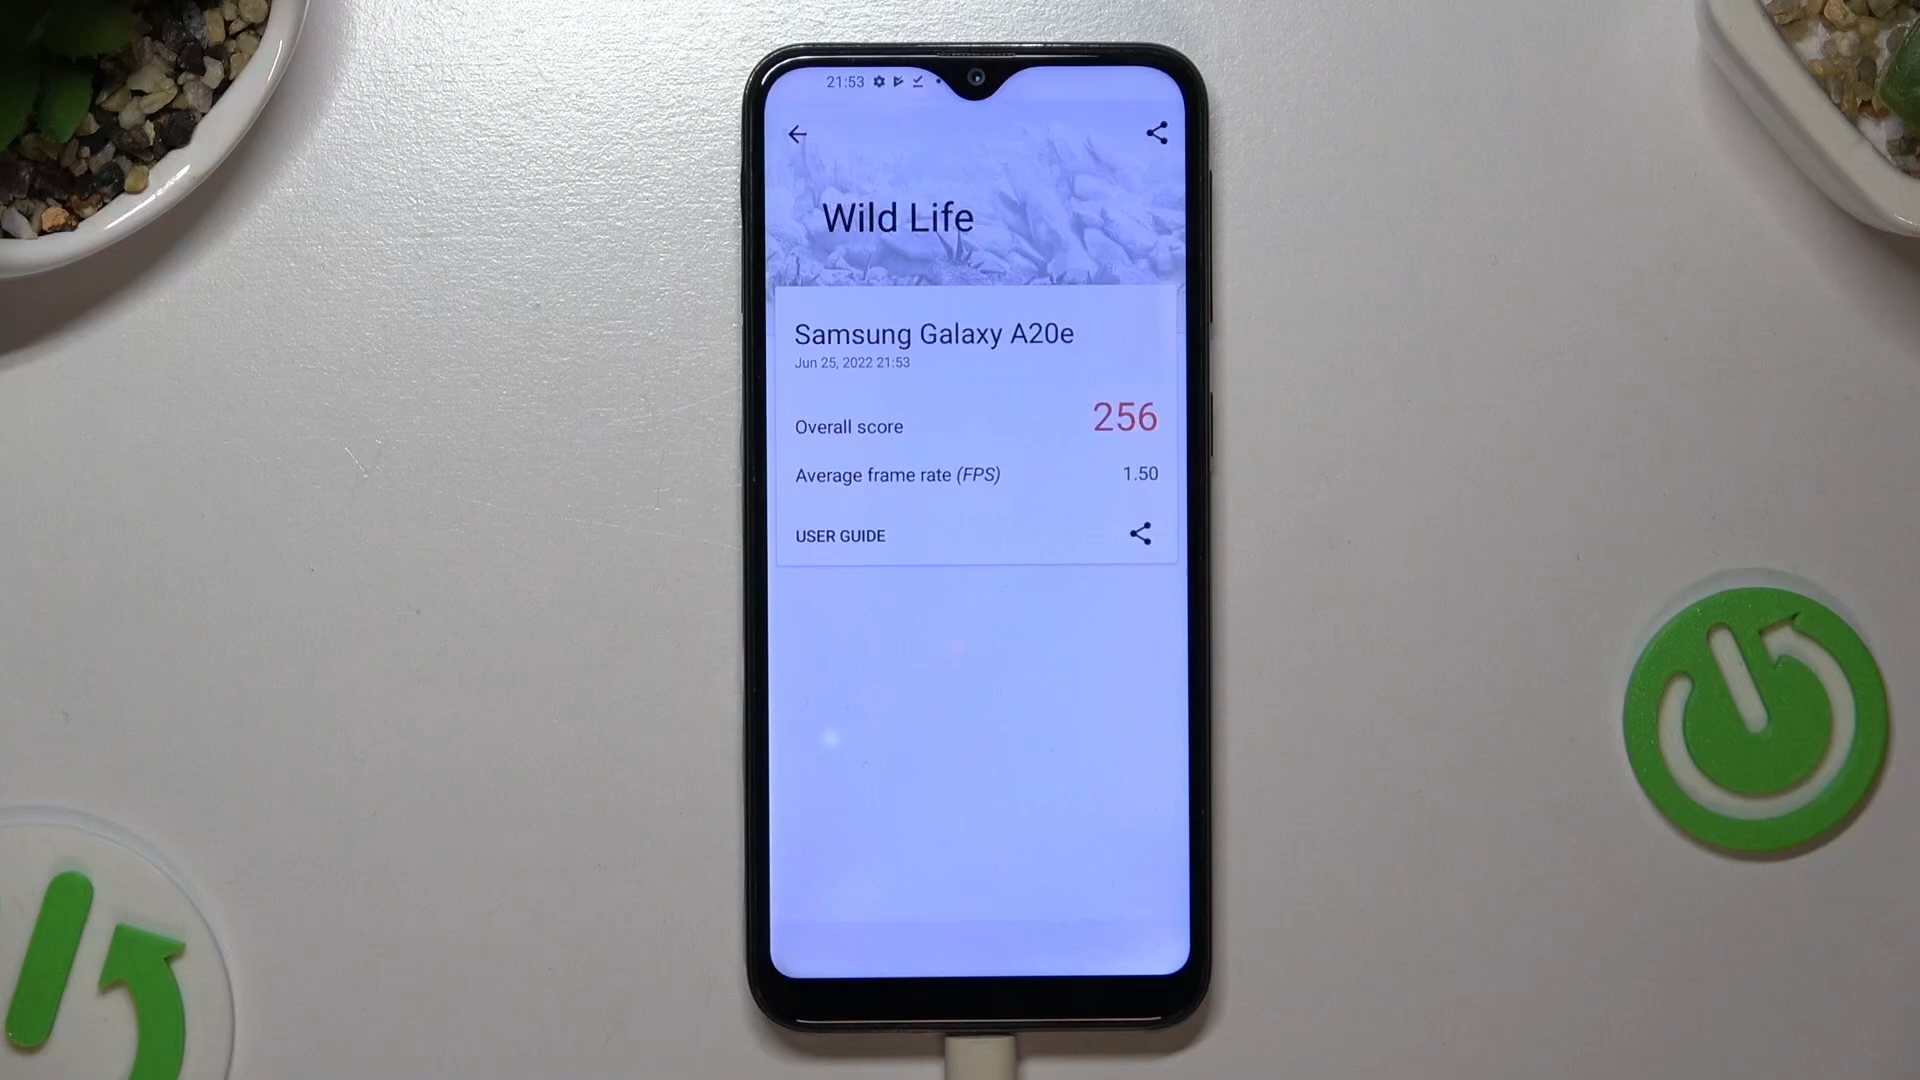 21:53
Wild Life
Samsung Galaxy A20e
Jun 25, 2022 21:53
Overall score 256
Average frame rate (FPS) 1.50
USER GUIDE